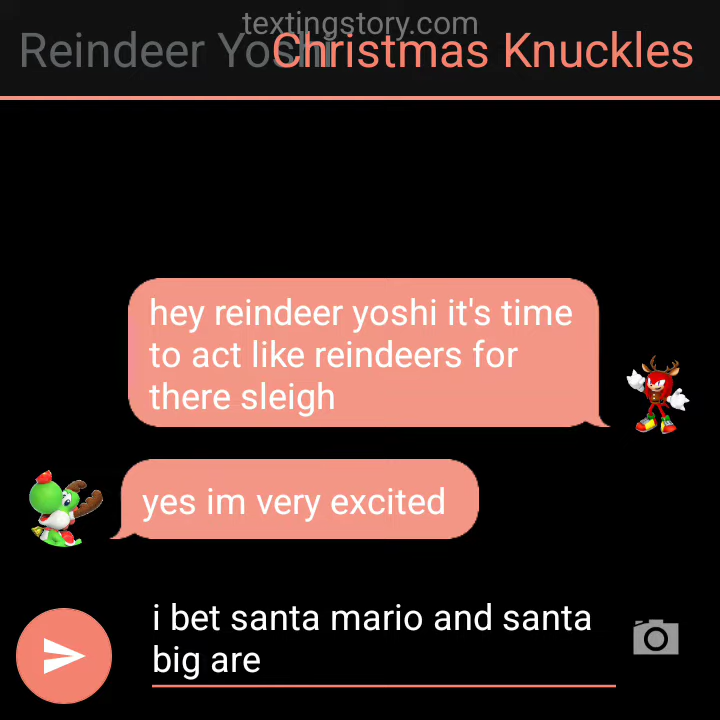 textingstory.com
Reindeer Yoshi
Christmas Knuckles
hey reindeer yoshi it's time
to act like reindeers for
there sleigh
yes im very excited
i bet santa mario and santa
big are